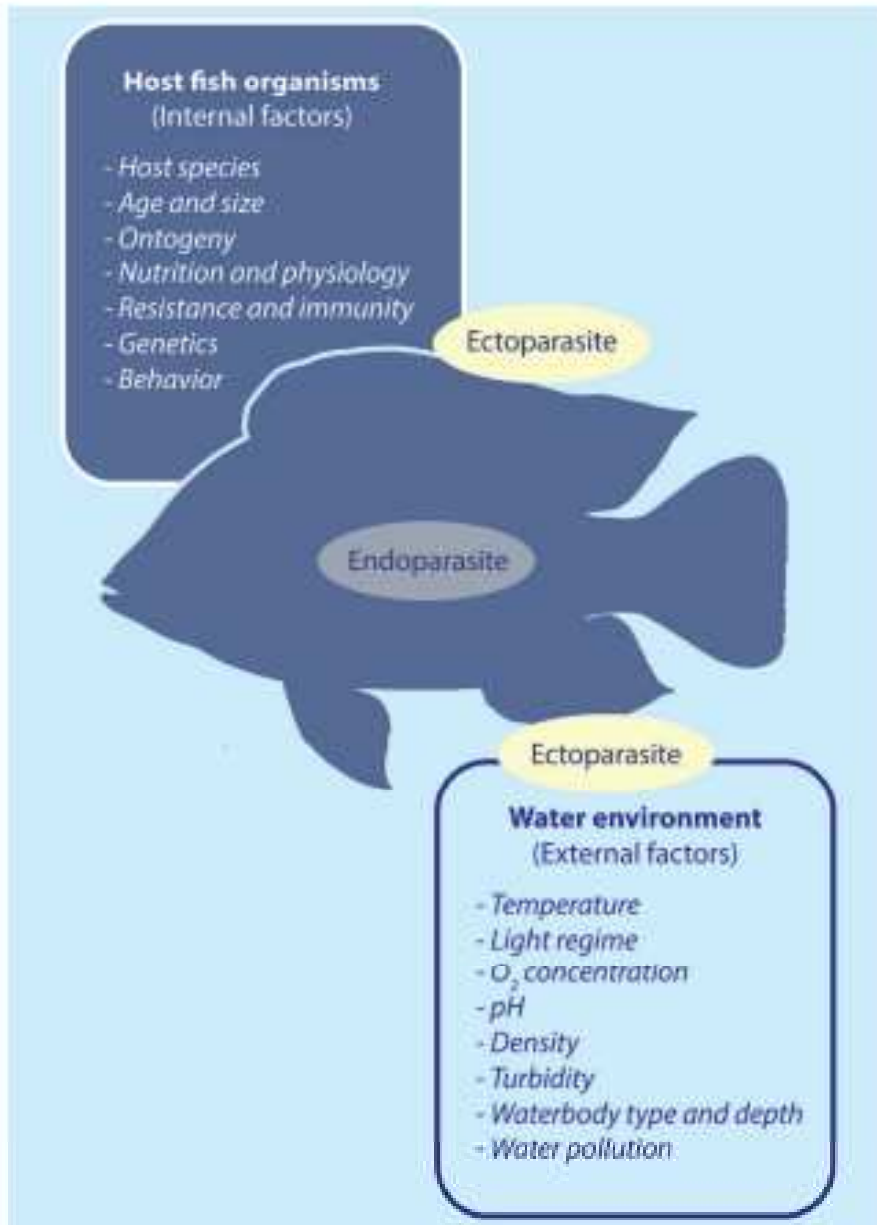 Host fish organisms
(Internal factors)
- Host species
- Age and size
- Ontogeny
- Nutrition and physiology
- Resistance and immunity
- Genetics
- Behavior
Ectoparasite
Endoparasite
Ectoparasite
Water environment
(External factors)
- Temperature
- Light regime
- O₂ concentration
- pH
- Density
- Turbidity
- Waterbody type and depth
- Water pollution